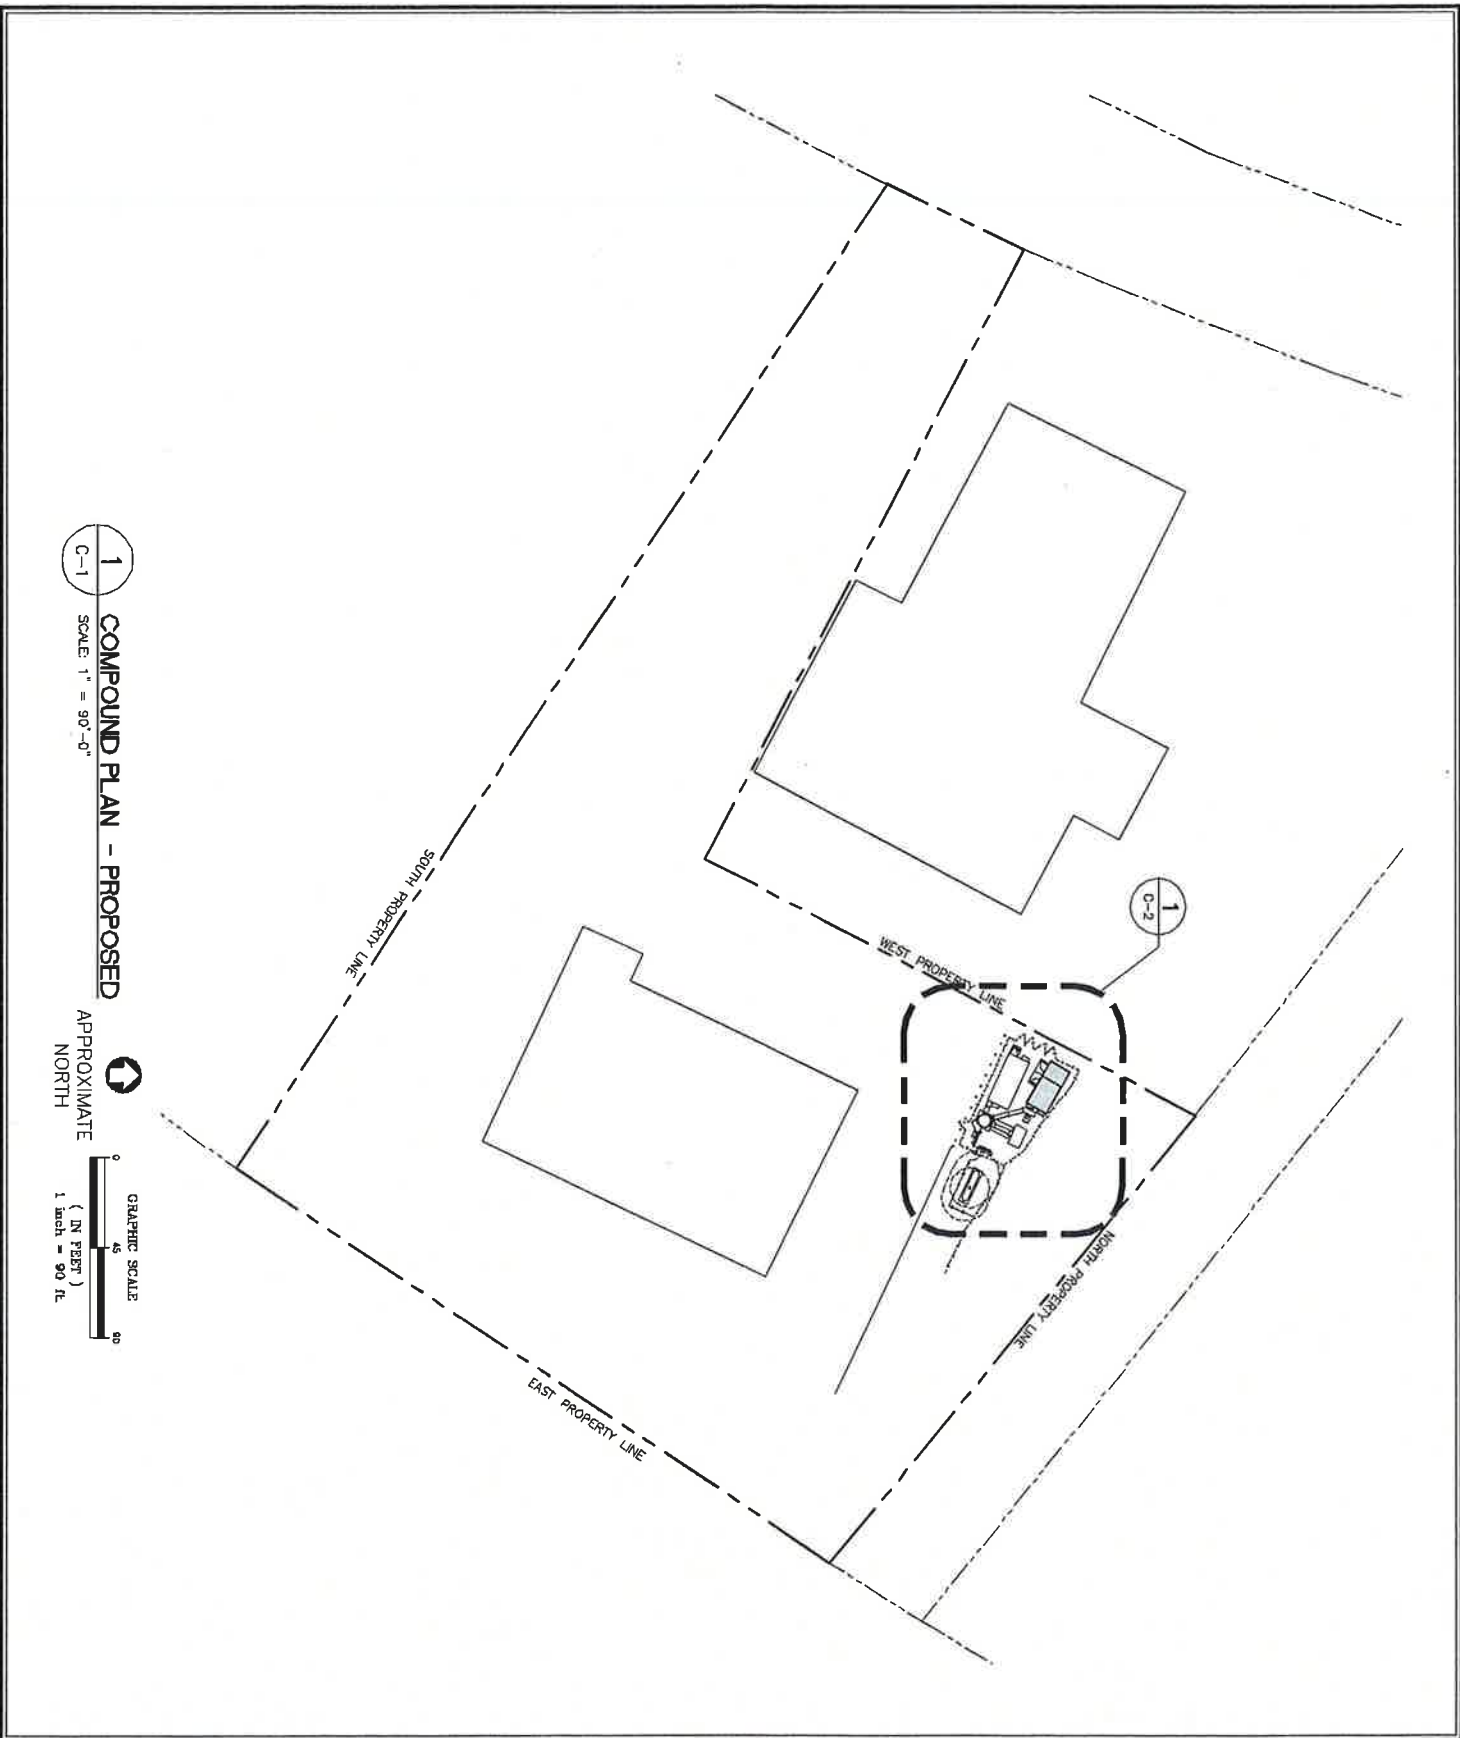 1
C-2
WEST PROPERTY LINE
NORTH PROPERTY LINE
SOUTH PROPERTY LINE
EAST PROPERTY LINE
1
C-1
COMPOUND PLAN - PROPOSED
SCALE: 1" = 90'-0"
APPROXIMATE
NORTH
GRAPHIC SCALE
0 45 90
( IN FEET )
1 inch = 90 ft.